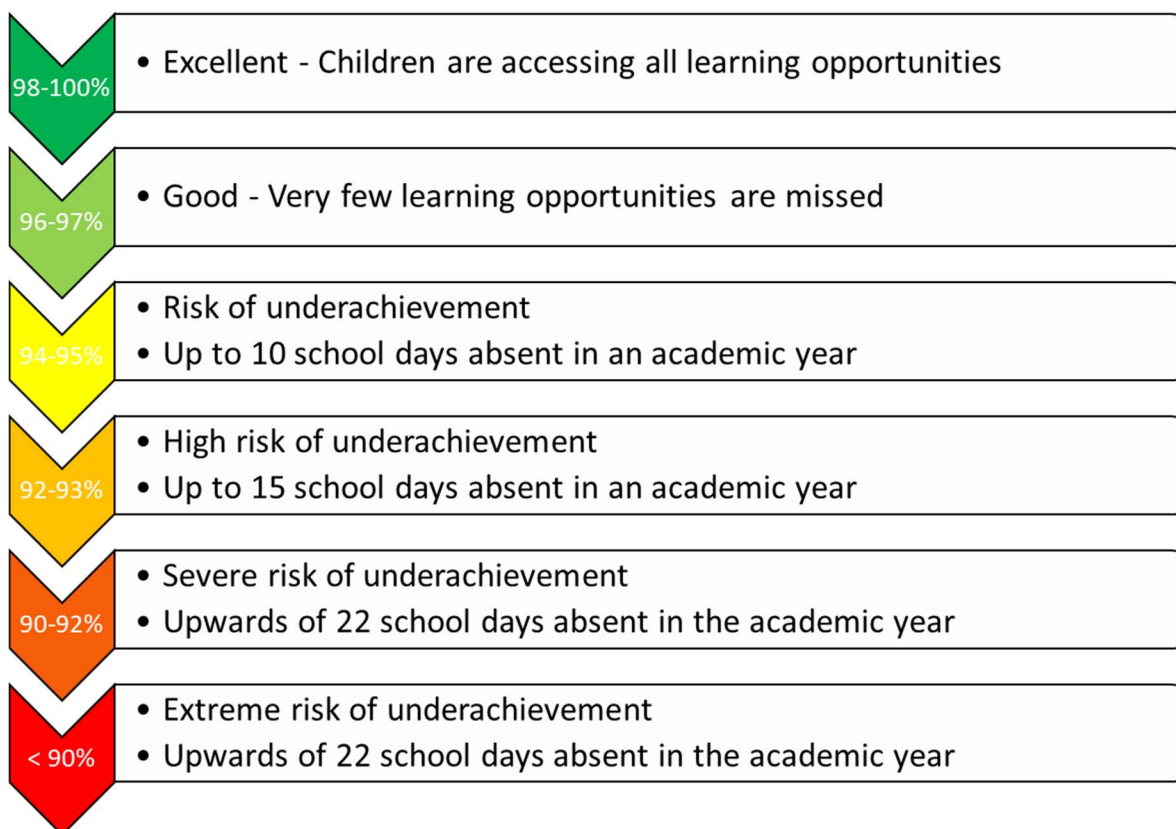 98-100%
• Excellent - Children are accessing all learning opportunities
96-97%
• Good - Very few learning opportunities are missed
94-95%
• Risk of underachievement
• Up to 10 school days absent in an academic year
92-93%
• High risk of underachievement
• Up to 15 school days absent in an academic year
90-92%
• Severe risk of underachievement
• Upwards of 22 school days absent in the academic year
< 90%
• Extreme risk of underachievement
• Upwards of 22 school days absent in the academic year